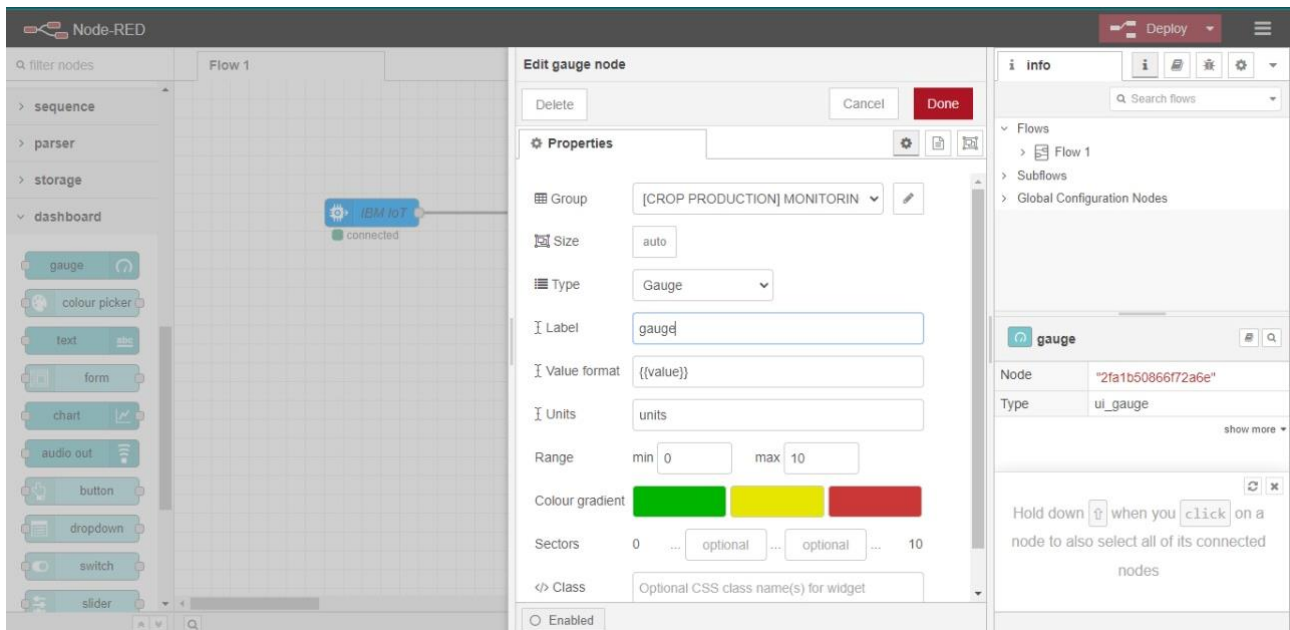 Node-RED
Deploy
filter nodes
sequence
parser
storage
dashboard
gauge
colour picker
text
abc
form
chart
audio out
button
dropdown
switch
slider
Flow 1
IBM IoT
connected
Edit gauge node
Delete
Cancel
Done
Properties
Group
[CROP PRODUCTION] MONITORIN
Size
auto
Type
Gauge
Label
gauge
Value format
{{value}}
Units
units
Range
min 0
max 10
Colour gradient
Sectors
0 ... optional ... optional ... 10
</> Class
Optional CSS class name(s) for widget
Enabled
i info
i
Search flows
Flows
Flow 1
Subflows
Global Configuration Nodes
gauge
Node
"2fa1b50866f72a6e"
Type
ui_gauge
show more
Hold down ⇧ when you click on a
node to also select all of its connected
nodes